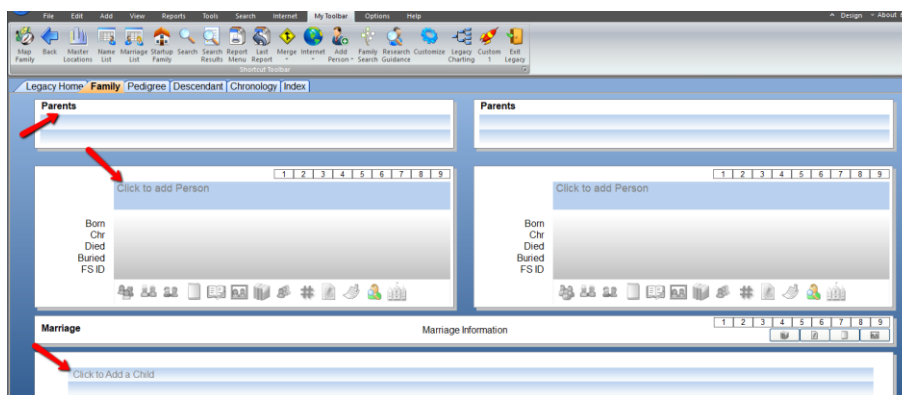 File Edit Add View Reports Tools Search Internet My Toolbar Options Help Design About
Map Family Back Master Locations Name List Marriage List Startup Family Search Search Results Report Menu Last Report Merge Internet Add Person Family Search Research Guidance Customize Legacy Charting Custom 1 Exit Legacy
Shortcut Toolbar
Legacy Home Family Pedigree Descendant Chronology Index
Parents Parents
1 2 3 4 5 6 7 8 9 1 2 3 4 5 6 7 8 9
Click to add Person Click to add Person
Born Born
Chr Chr
Died Died
Buried Buried
FS ID FS ID
1 2 3 4 5 6 7 8 9
Marriage Marriage Information
Click to Add a Child